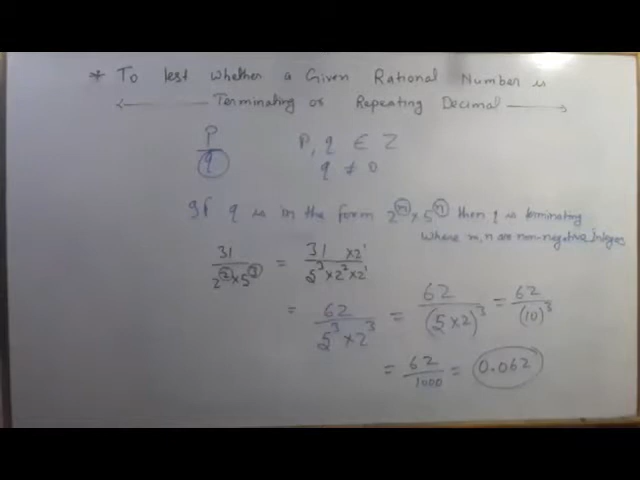 * To test whether a Given Rational Number is
Terminating or Repeating Decimal
P/q    P, q ∈ Z
q ≠ 0
If q is in the form 2^m × 5^n then q is terminating
where m, n are non-negative integers
31/(2^2 × 5^3) = (31 × 2^1)/(5^3 × 2^2 × 2^1)
= 62/(5^3 × 2^3) = 62/(5 × 2)^3 = 62/(10)^3
= 62/1000 = 0.062